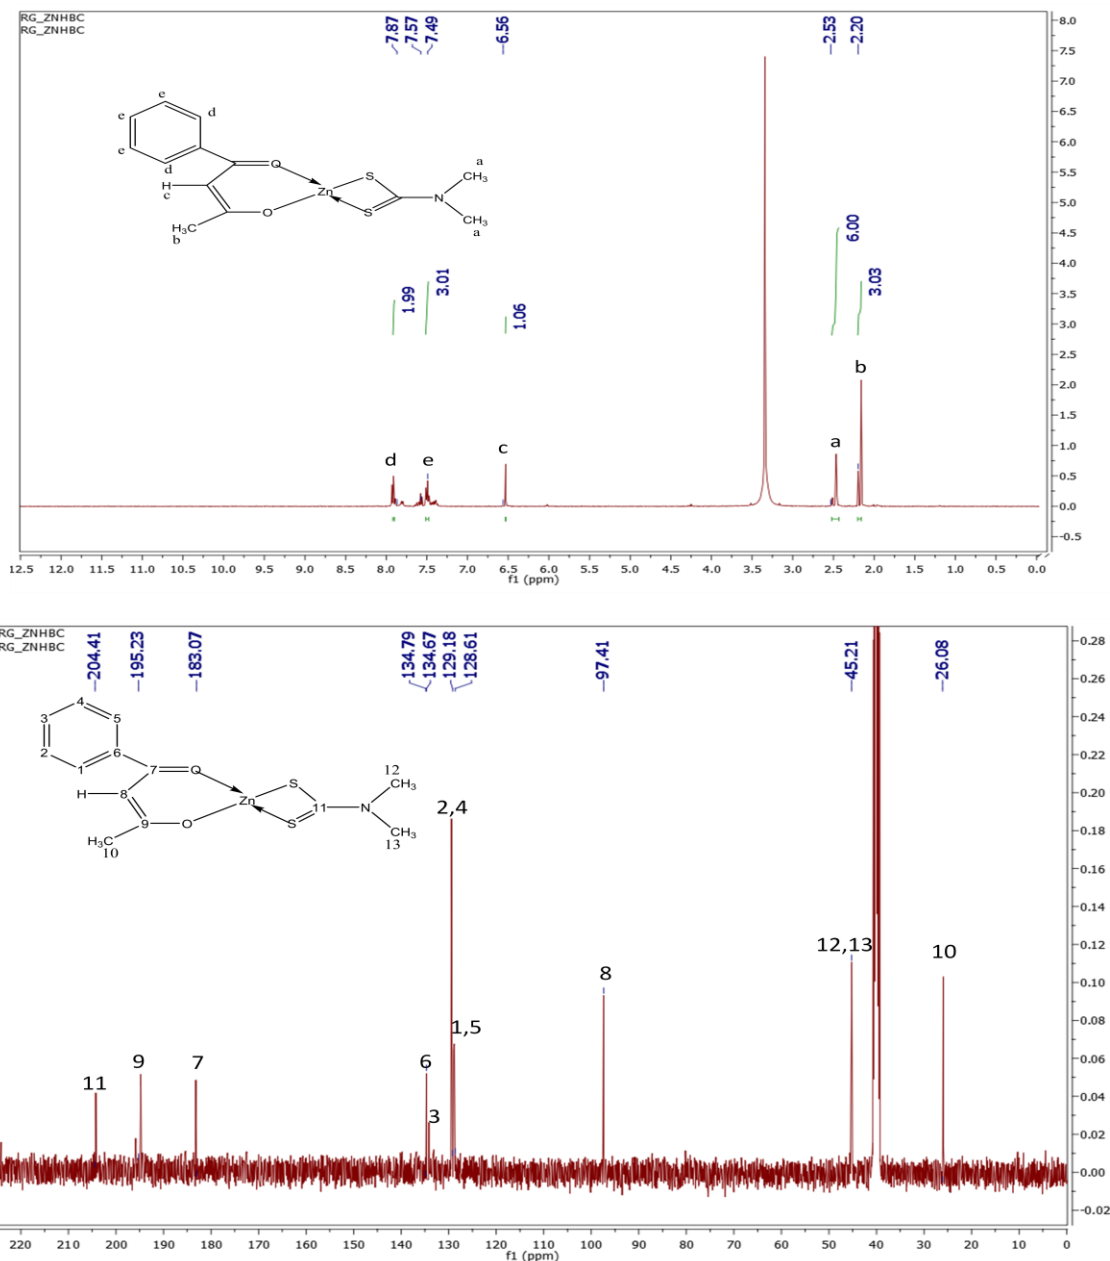 RG_ZNHBC
RG_ZNHBC
7.87
7.57
7.49
6.56
2.53
2.20
e
e
d
e
d
O
H
c
Zn
S
S
N
CH₃
a
CH₃
a
O
H₃C
b
1.99
3.01
1.06
6.00
3.03
d
e
c
a
b
8.0
7.5
7.0
6.5
6.0
5.5
5.0
4.5
4.0
3.5
3.0
2.5
2.0
1.5
1.0
0.5
0.0
-0.5
12.5 12.0 11.5 11.0 10.5 10.0 9.5 9.0 8.5 8.0 7.5 7.0 6.5 6.0 5.5 5.0 4.5 4.0 3.5 3.0 2.5 2.0 1.5 1.0 0.5 0.0
f1 (ppm)
RG_ZNHBC
RG_ZNHBC
204.41
195.23
183.07
134.79
134.67
129.18
128.61
97.41
45.21
26.08
4
3
5
2
6
1
7
O
H
8
Zn
S
S
11
N
12
CH₃
CH₃
13
9
O
H₃C
10
11
9
7
6
3
2,4
1,5
8
12,13
10
0.28
0.26
0.24
0.22
0.20
0.18
0.16
0.14
0.12
0.10
0.08
0.06
0.04
0.02
0.00
-0.02
220 210 200 190 180 170 160 150 140 130 120 110 100 90 80 70 60 50 40 30 20 10 0
f1 (ppm)